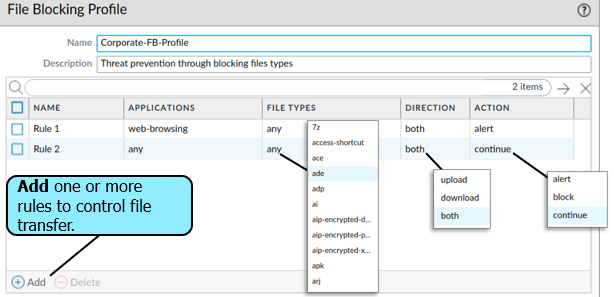 File Blocking Profile
Name Corporate-FB-Profile
Description Threat prevention through blocking files types
2 items
NAME APPLICATIONS FILE TYPES DIRECTION ACTION
Rule 1 web-browsing any both alert
Rule 2 any any both continue
7z
access-shortcut
ace
ade
adp
ai
aip-encrypted-d...
aip-encrypted-p...
aip-encrypted-x...
apk
arj
upload
download
both
alert
block
continue
Add one or more
rules to control file
transfer.
Add Delete